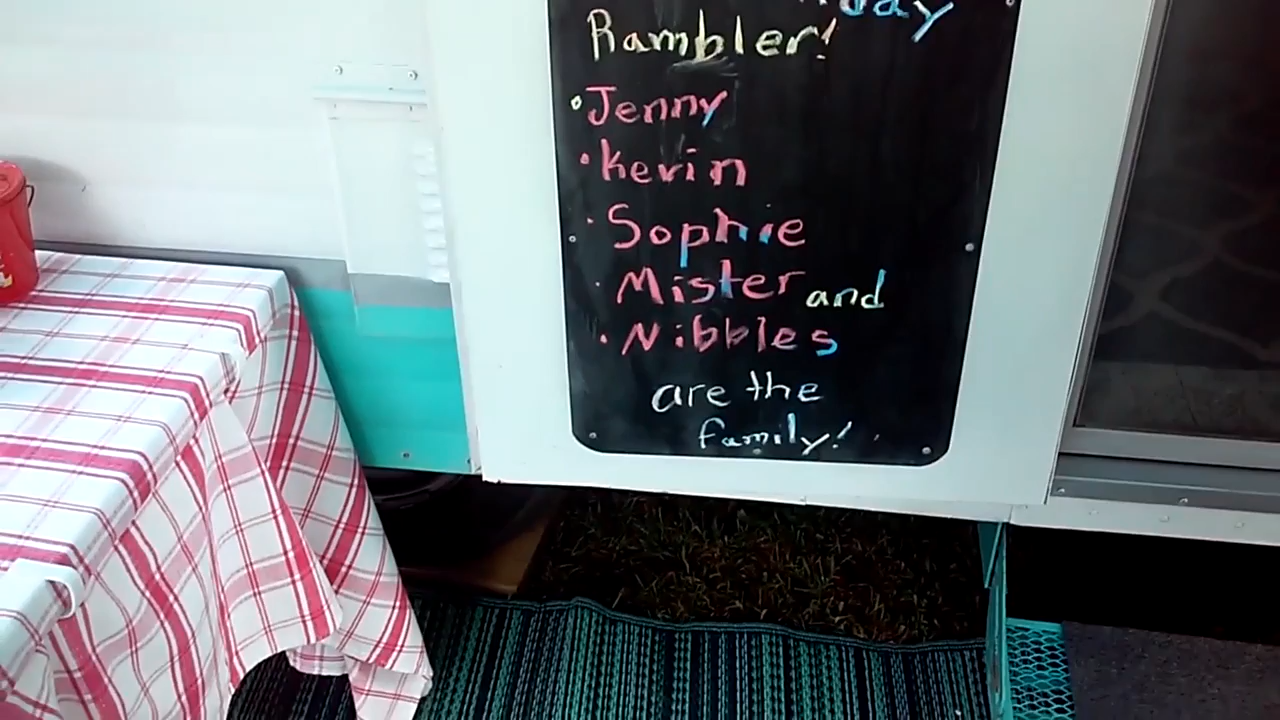 Rambler!
• Jenny
• Kevin
• Sophie
• Mister and
• Nibbles
are the
family!